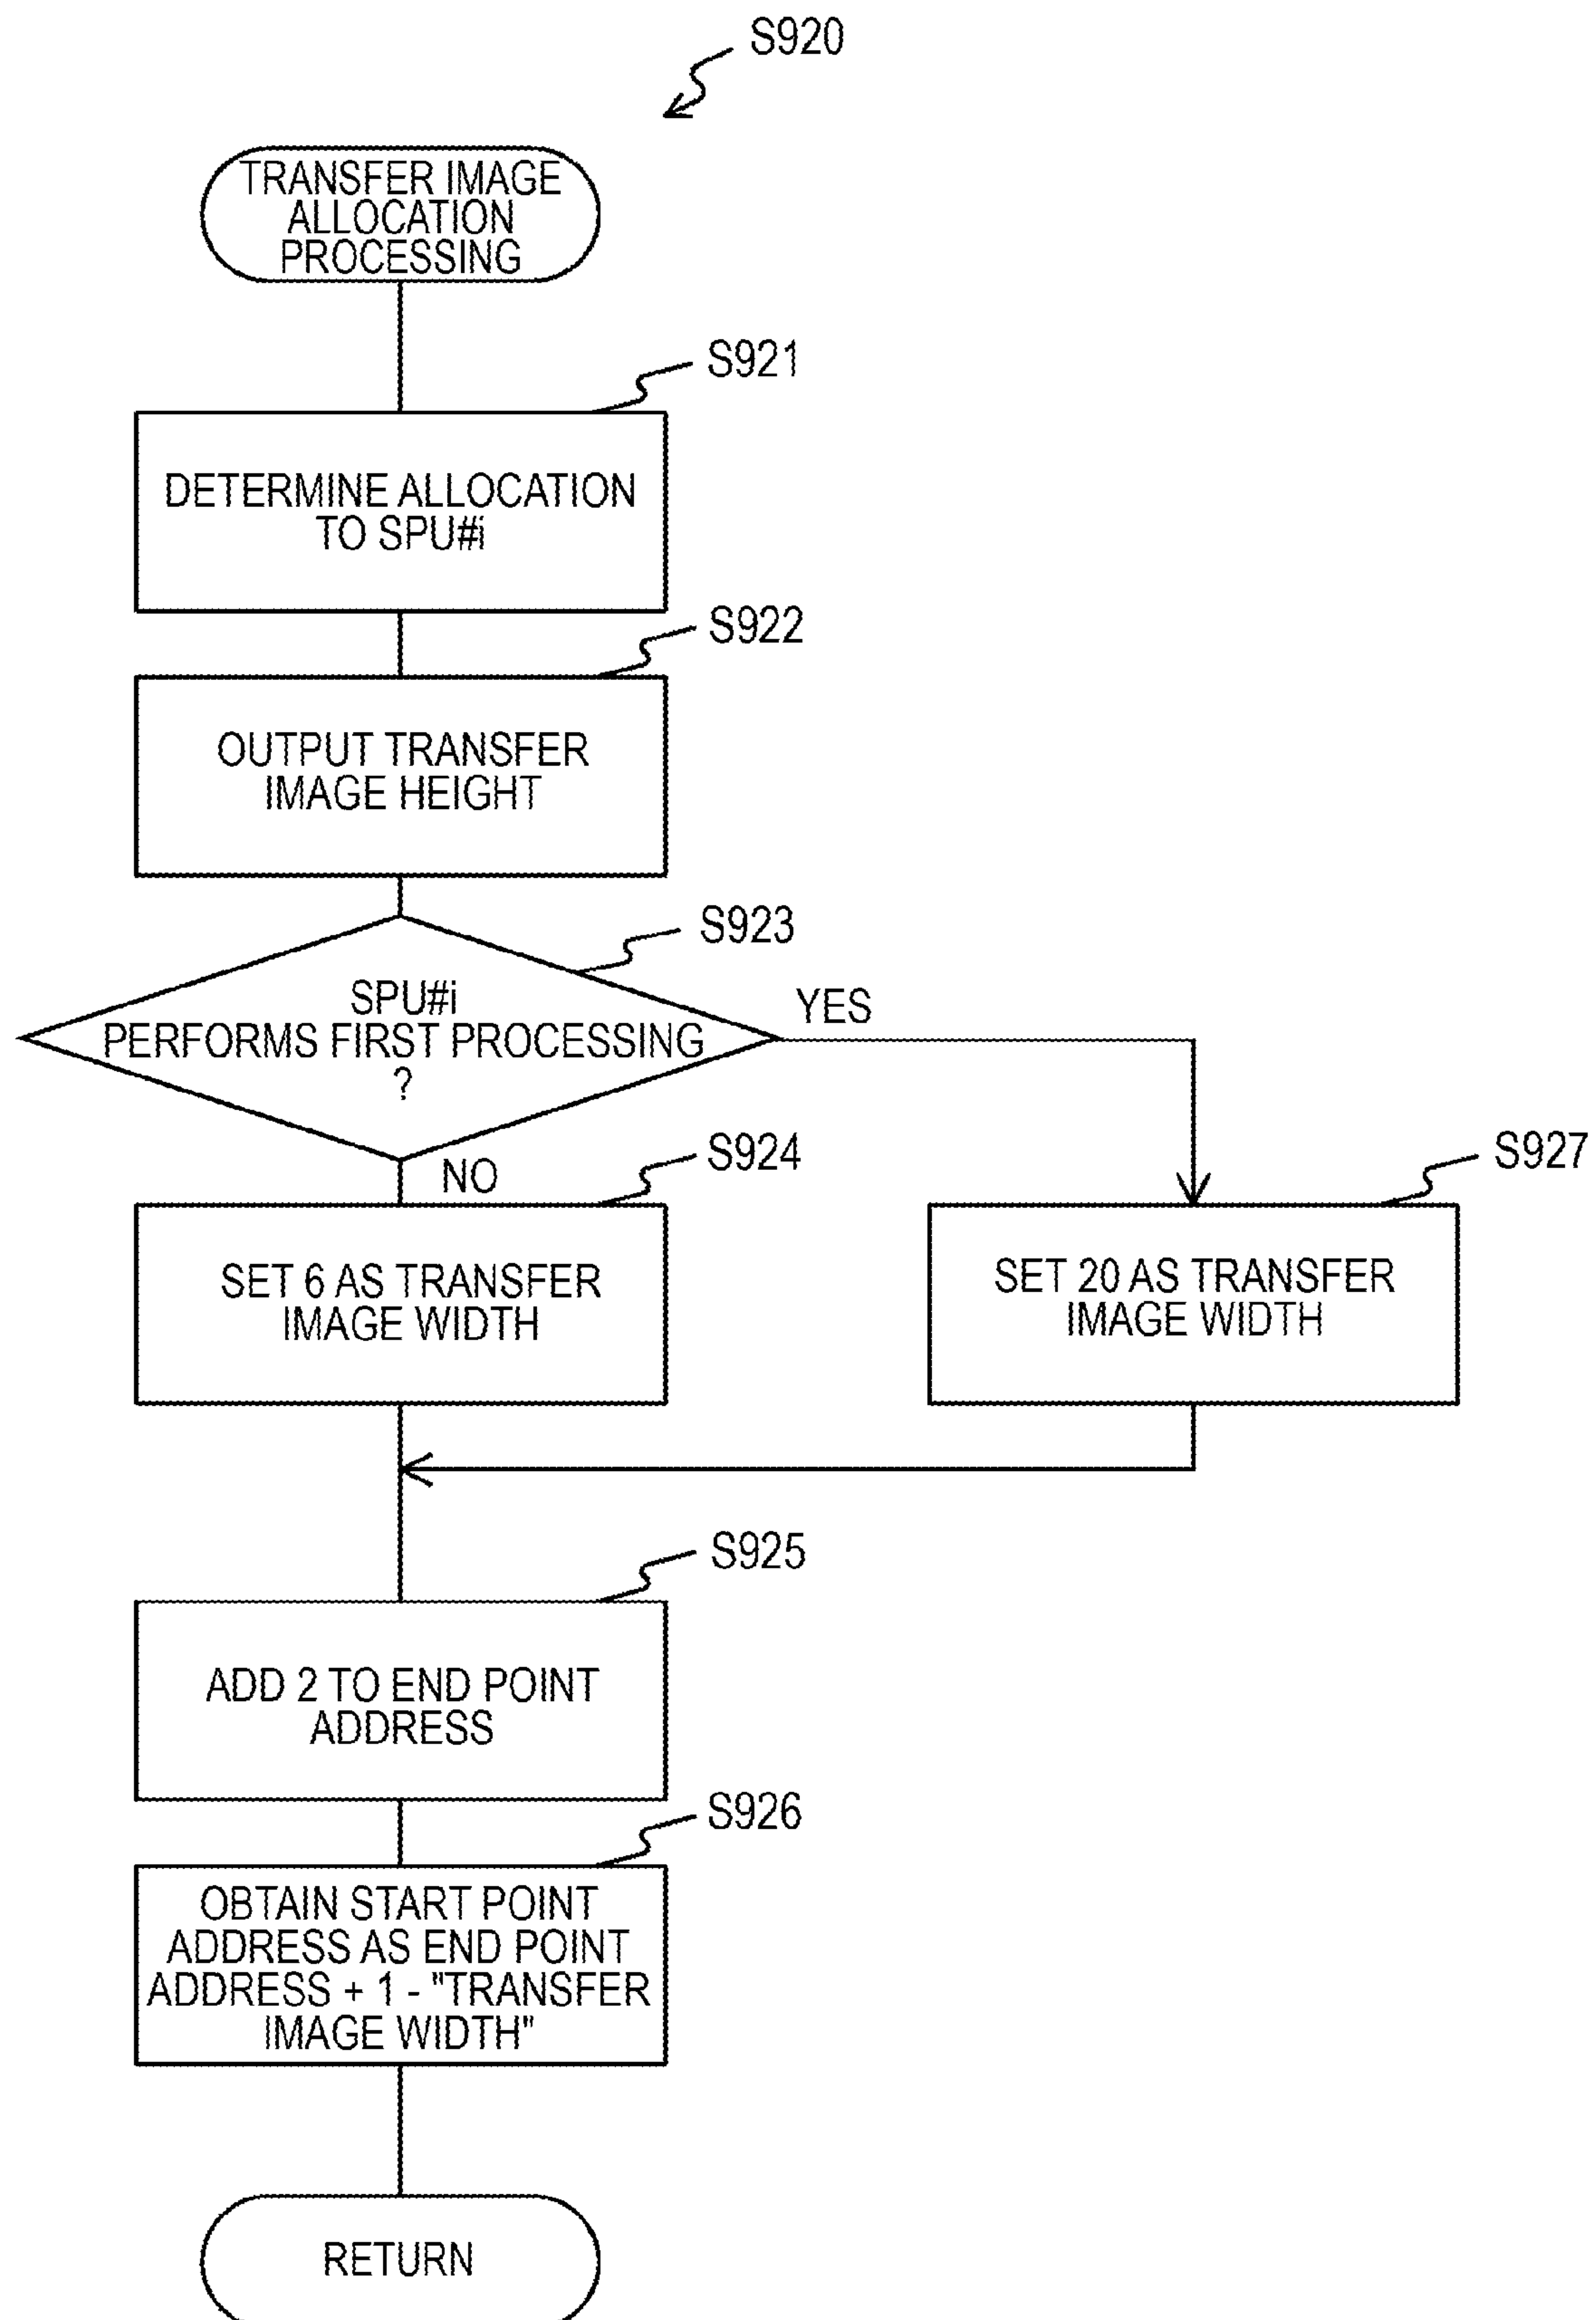 S920
TRANSFER IMAGE
ALLOCATION
PROCESSING
S921
DETERMINE ALLOCATION
TO SPU#i
S922
OUTPUT TRANSFER
IMAGE HEIGHT
S923
SPU#i
PERFORMS FIRST PROCESSING
?
YES
NO
S924
SET 6 AS TRANSFER
IMAGE WIDTH
S927
SET 20 AS TRANSFER
IMAGE WIDTH
S925
ADD 2 TO END POINT
ADDRESS
S926
OBTAIN START POINT
ADDRESS AS END POINT
ADDRESS + 1 - "TRANSFER
IMAGE WIDTH"
RETURN